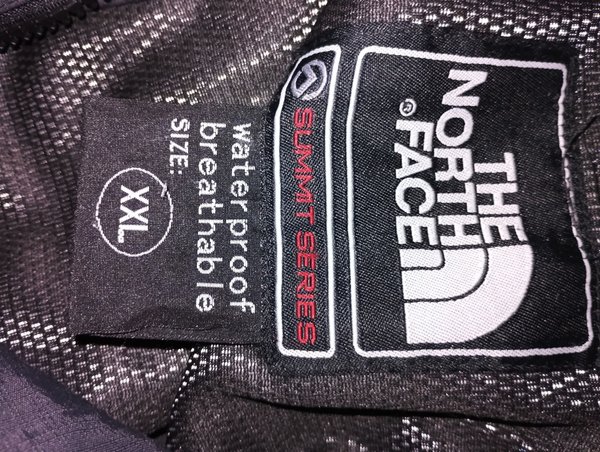 THE
NORTH
FACE®
SUMMIT SERIES
waterproof
breathable
SIZE:
XXL